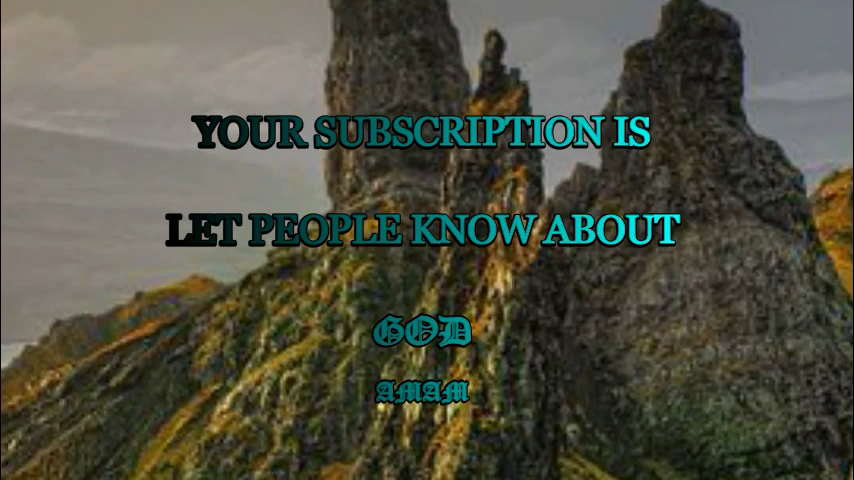 YOUR SUBSCRIPTION IS
LET PEOPLE KNOW ABOUT
GOD
AMAM